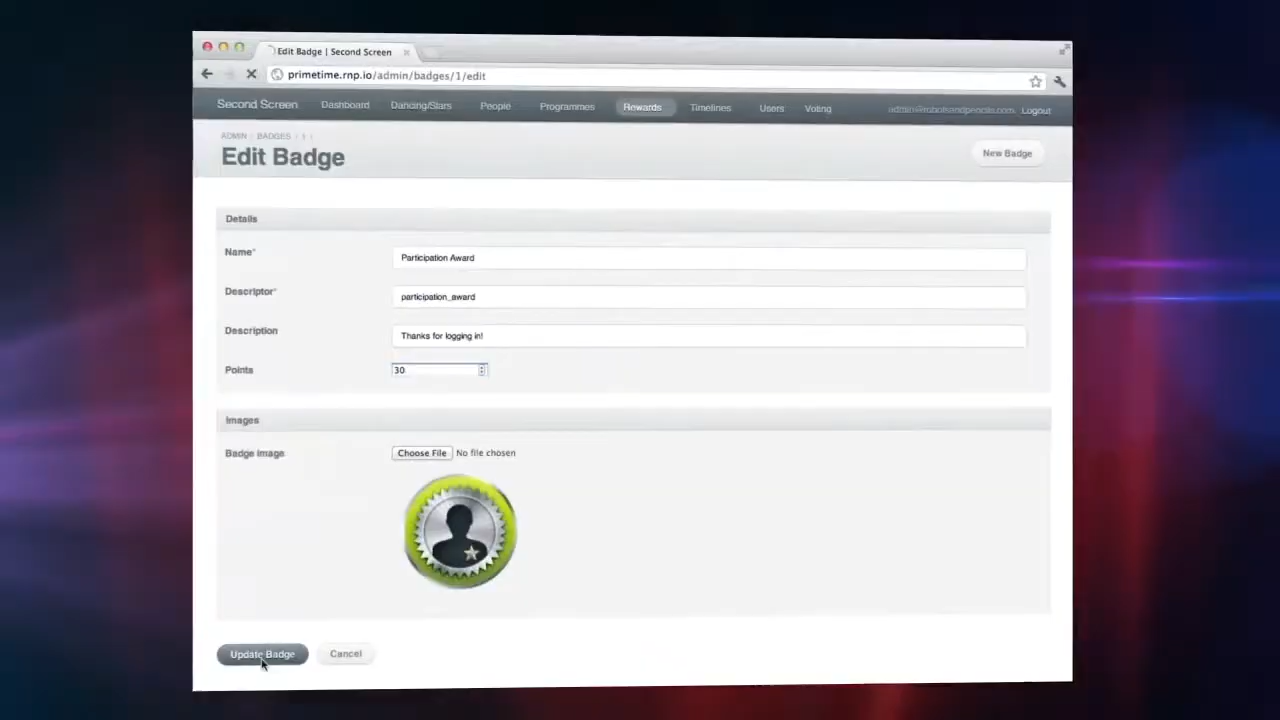 Edit Badge | Second Screen
primetime.rnp.io/admin/badges/1/edit
Second Screen Dashboard Dancing/Stars People Programmes Rewards Timelines Users Voting admin@robotsandpeople.com Logout
ADMIN / BADGES / 1 /
Edit Badge
New Badge
Details
Name* Participation Award
Descriptor* participation_award
Description Thanks for logging in!
Points 30
Images
Badge image Choose File No file chosen
Update Badge Cancel